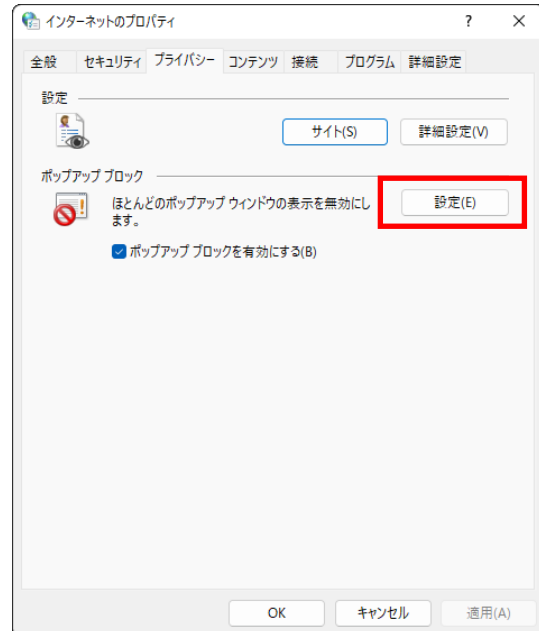 インターネットのプロパティ ? ×
全般 セキュリティ プライバシー コンテンツ 接続 プログラム 詳細設定
設定
サイト(S) 詳細設定(V)
ポップアップ ブロック
ほとんどのポップアップ ウィンドウの表示を無効にし
ます。
設定(E)
ポップアップ ブロックを有効にする(B)
OK キャンセル 適用(A)